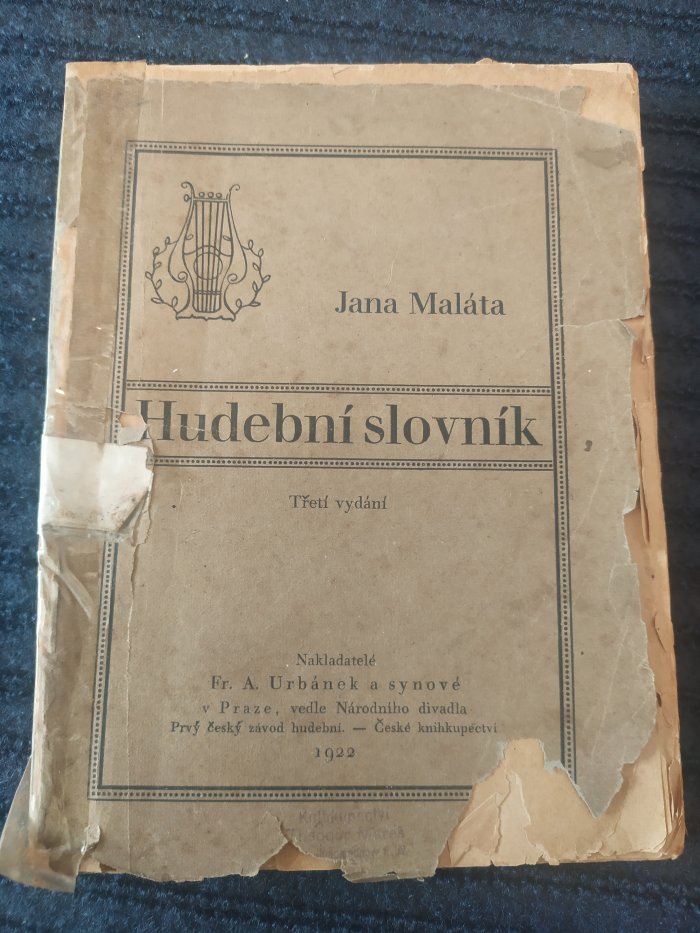 Jana Maláta
Hudební slovník
Třetí vydání
Nakladatelé
Fr. A. Urbánek a synové
v Praze, vedle Národního divadla
Prvý český závod hudební. — České knihkupectví
1922
Knihkupectví